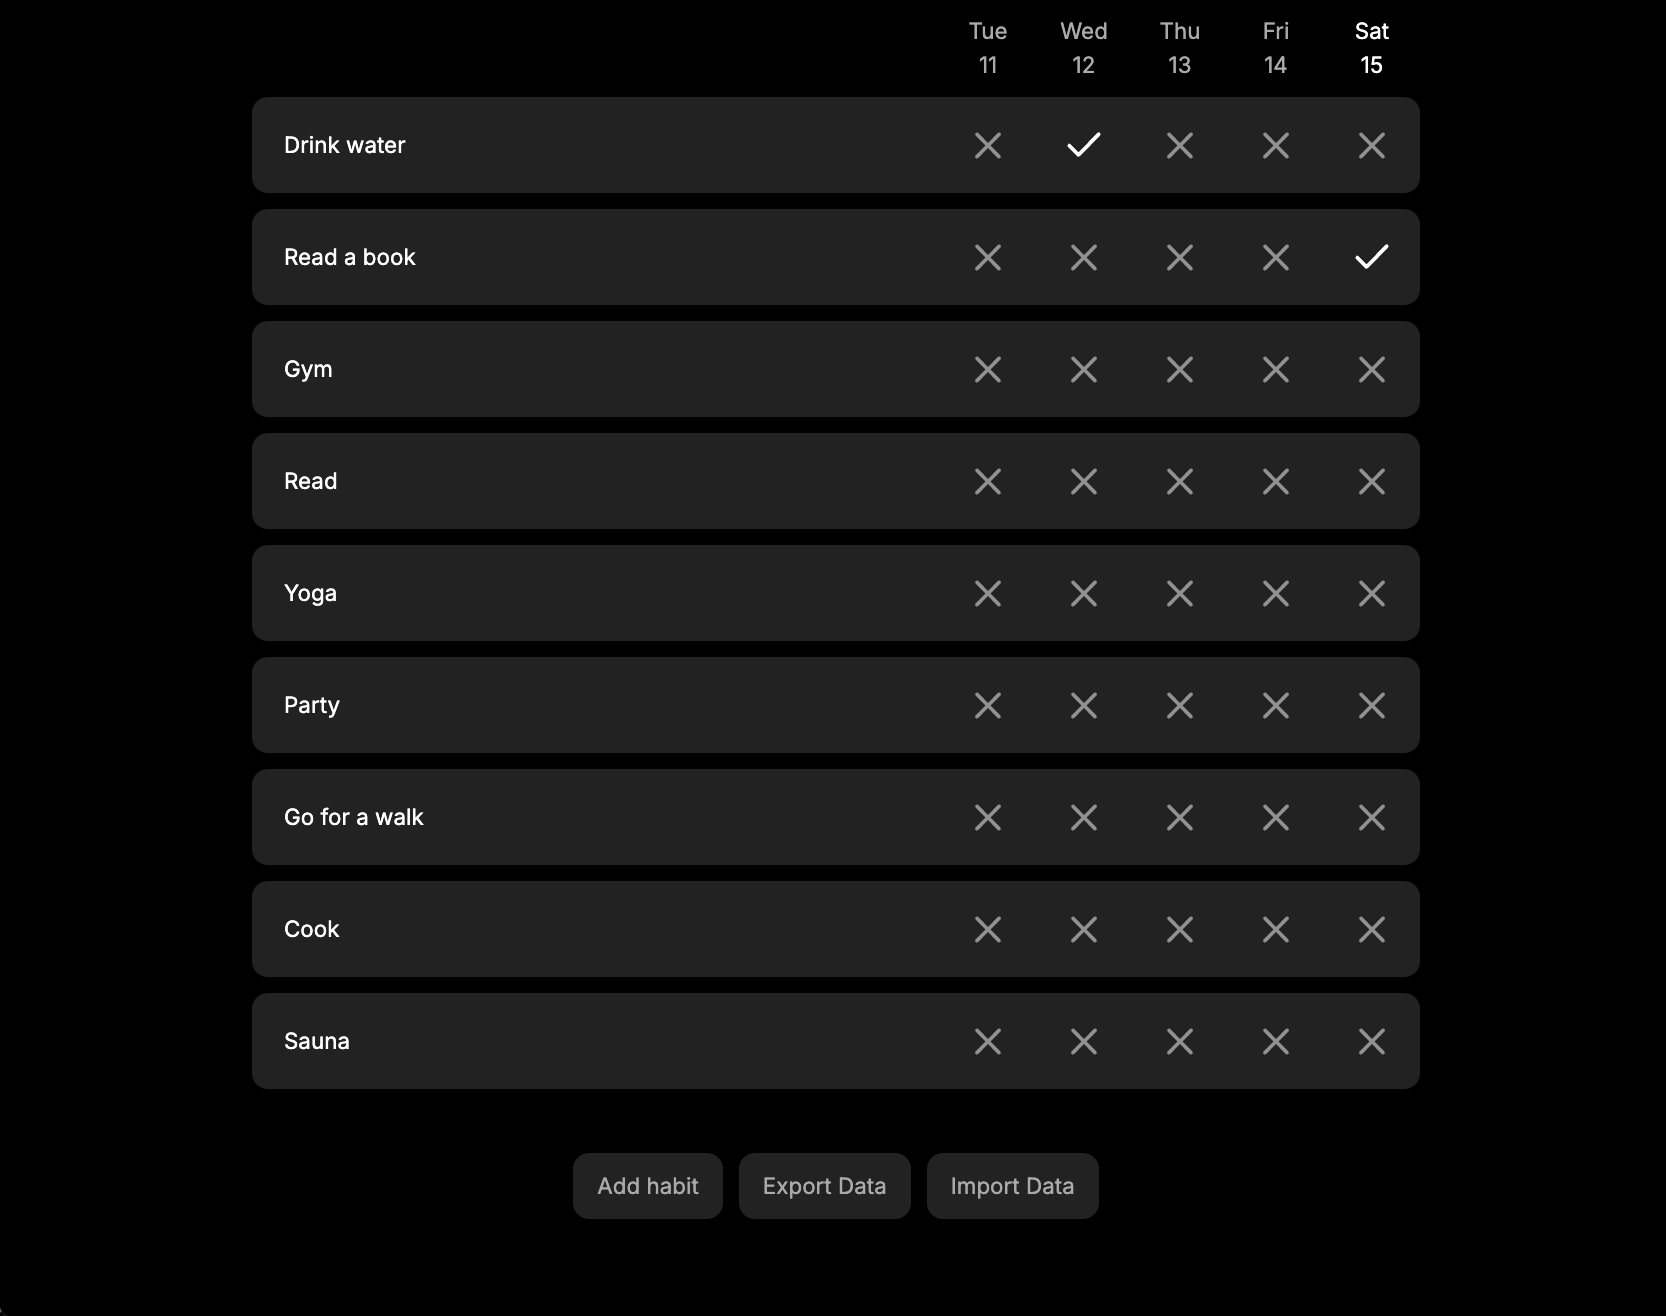 Tue Wed Thu Fri Sat
11 12 13 14 15
Drink water
Read a book
Gym
Read
Yoga
Party
Go for a walk
Cook
Sauna
Add habit Export Data Import Data